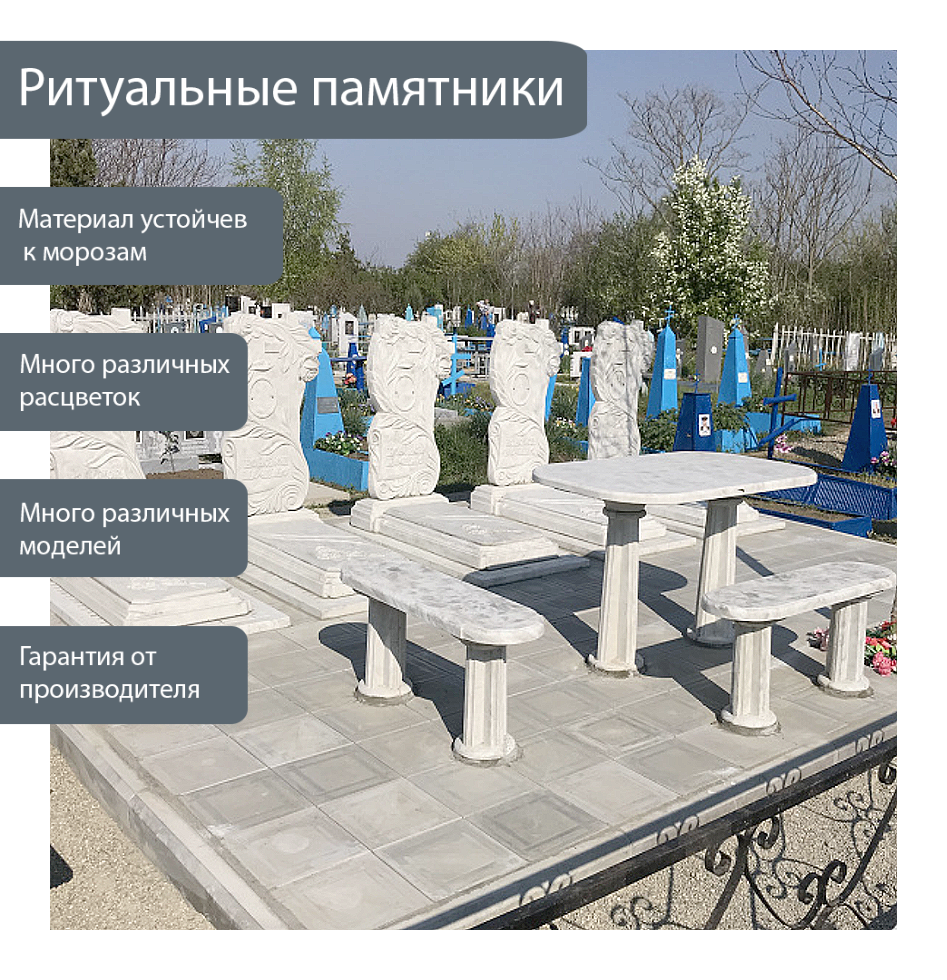 Ритуальные памятники
Материал устойчев
к морозам
Много различных
расцветок
Много различных
моделей
Гарантия от
производителя